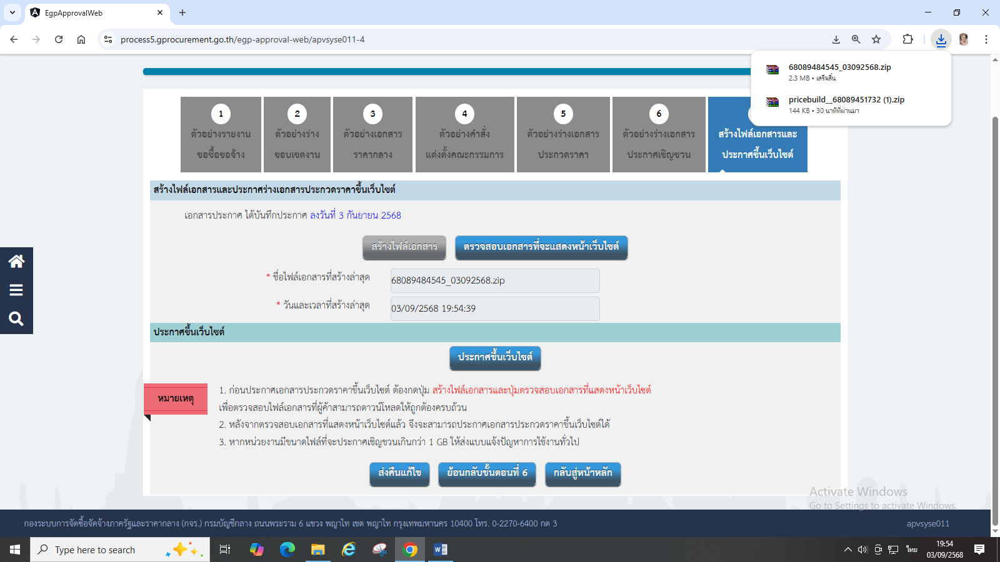 EgpApprovalWeb
process5.gprocurement.go.th/egp-approval-web/apvsyse011-4
68089484545_03092568.zip
2.3 MB • เสร็จสิ้น
pricebuild__68089451732 (1).zip
144 KB • 30 นาทีที่ผ่านมา
1
ตัวอย่างรายงาน
ขอซื้อขอจ้าง
2
ตัวอย่างร่าง
ขอบเขตงาน
3
ตัวอย่างเอกสาร
ราคากลาง
4
ตัวอย่างคำสั่ง
แต่งตั้งคณะกรรมการ
5
ตัวอย่างร่างเอกสาร
ประกวดราคา
6
ตัวอย่างร่างเอกสาร
ประกาศเชิญชวน
สร้างไฟล์เอกสารและ
ประกาศขึ้นเว็บไซต์
สร้างไฟล์เอกสารและประกาศร่างเอกสารประกวดราคาขึ้นเว็บไซต์
เอกสารประกาศ ได้บันทึกประกาศ ลงวันที่ 3 กันยายน 2568
สร้างไฟล์เอกสาร ตรวจสอบเอกสารที่จะแสดงหน้าเว็บไซต์
* ชื่อไฟล์เอกสารที่สร้างล่าสุด 68089484545_03092568.zip
* วันและเวลาที่สร้างล่าสุด 03/09/2568 19:54:39
ประกาศขึ้นเว็บไซต์
ประกาศขึ้นเว็บไซต์
หมายเหตุ
1. ก่อนประกาศเอกสารประกวดราคาขึ้นเว็บไซต์ ต้องกดปุ่ม สร้างไฟล์เอกสารและปุ่มตรวจสอบเอกสารที่แสดงหน้าเว็บไซต์
เพื่อตรวจสอบไฟล์เอกสารที่ผู้ค้าสามารถดาวน์โหลดให้ถูกต้องครบถ้วน
2. หลังจากตรวจสอบเอกสารที่แสดงหน้าเว็บไซต์แล้ว จึงจะสามารถประกาศเอกสารประกวดราคาขึ้นเว็บไซต์ได้
3. หากหน่วยงานมีขนาดไฟล์ที่จะประกาศเชิญชวนเกินกว่า 1 GB ให้ส่งแบบแจ้งปัญหาการใช้งานทั่วไป
ส่งคืนแก้ไข ย้อนกลับขั้นตอนที่ 6 กลับสู่หน้าหลัก
Activate Windows
Go to Settings to activate Windows.
กองระบบการจัดซื้อจัดจ้างภาครัฐและราคากลาง (กจร.) กรมบัญชีกลาง ถนนพระราม 6 แขวง พญาไท เขต พญาไท กรุงเทพมหานคร 10400 โทร. 0-2270-6400 กด 3 apvsyse011
Type here to search
ไทย
19:54
03/09/2568